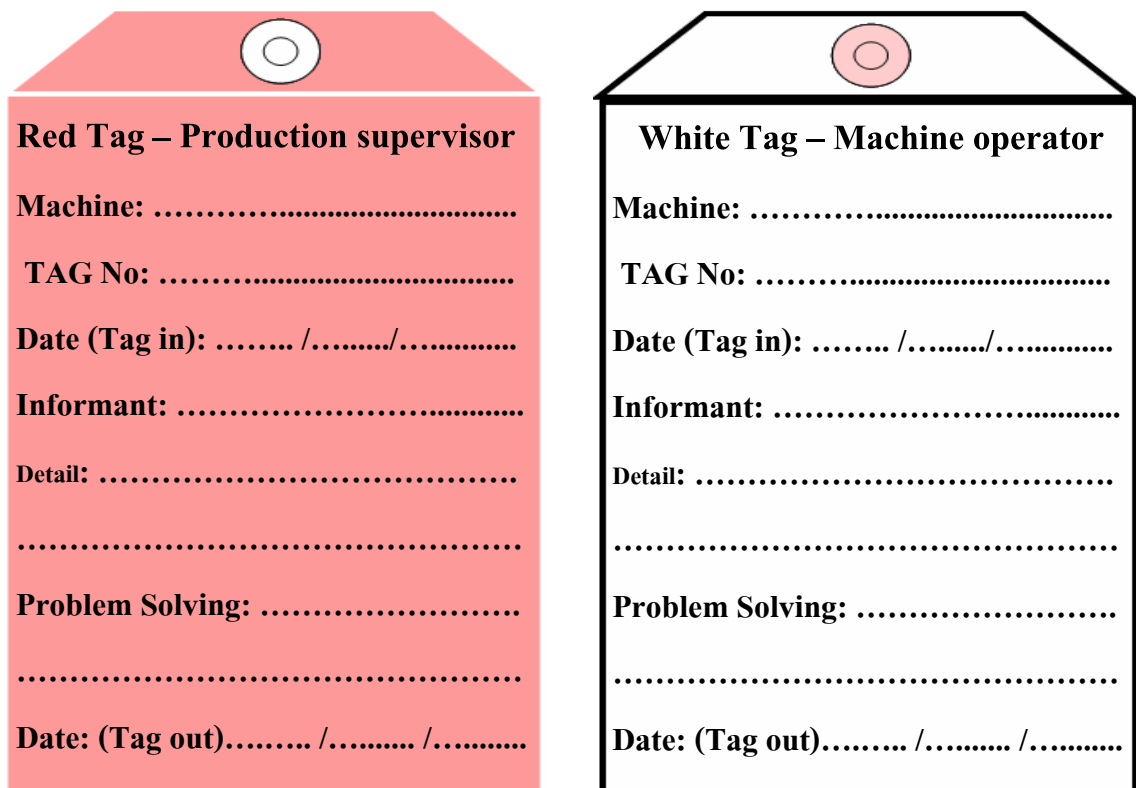 Red Tag – Production supervisor
Machine: …………..............................
TAG No: ……….................................
Date (Tag in): …….. /…....../…...........
Informant: ……………………............
Detail: ………………………………….
…………………………………………
Problem Solving: …………………….
…………………………………………
Date: (Tag out)…..….. /…....... /….........
White Tag – Machine operator
Machine: …………..............................
TAG No: ……….................................
Date (Tag in): …….. /…....../…...........
Informant: ……………………............
Detail: ………………………………….
…………………………………………
Problem Solving: …………………….
…………………………………………
Date: (Tag out)…..….. /…....... /….........